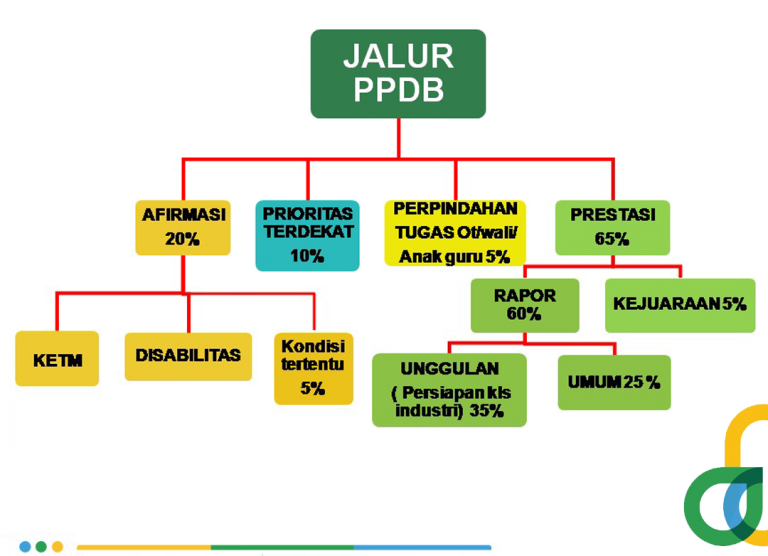 JALUR
PPDB
AFIRMASI
20%
PRIORITAS
TERDEKAT
10%
PERPINDAHAN
TUGAS Ot/wali/
Anak guru 5%
PRESTASI
65%
RAPOR
60%
KEJUARAAN 5%
KETM
DISABILITAS
Kondisi
tertentu
5%
UNGGULAN
( Persiapan kls
industri) 35%
UMUM 25 %